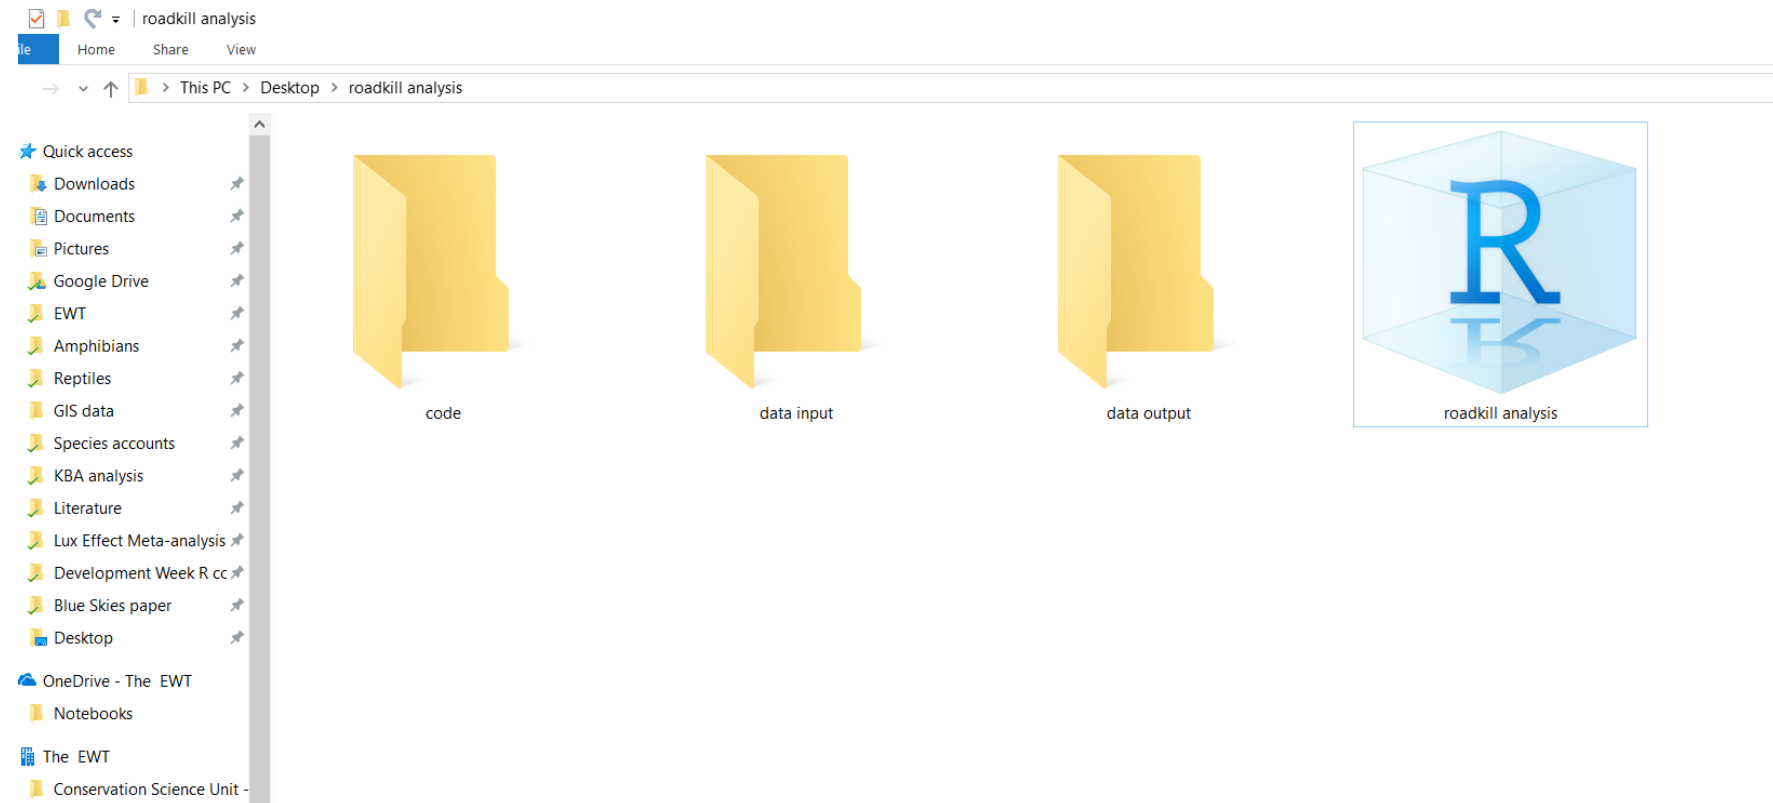 roadkill analysis
ile Home Share View
This PC > Desktop > roadkill analysis
Quick access
Downloads
Documents
Pictures
Google Drive
EWT
Amphibians
Reptiles
GIS data
Species accounts
KBA analysis
Literature
Lux Effect Meta-analysis
Development Week R cc
Blue Skies paper
Desktop
OneDrive - The EWT
Notebooks
The EWT
Conservation Science Unit -
code
data input
data output
R
roadkill analysis